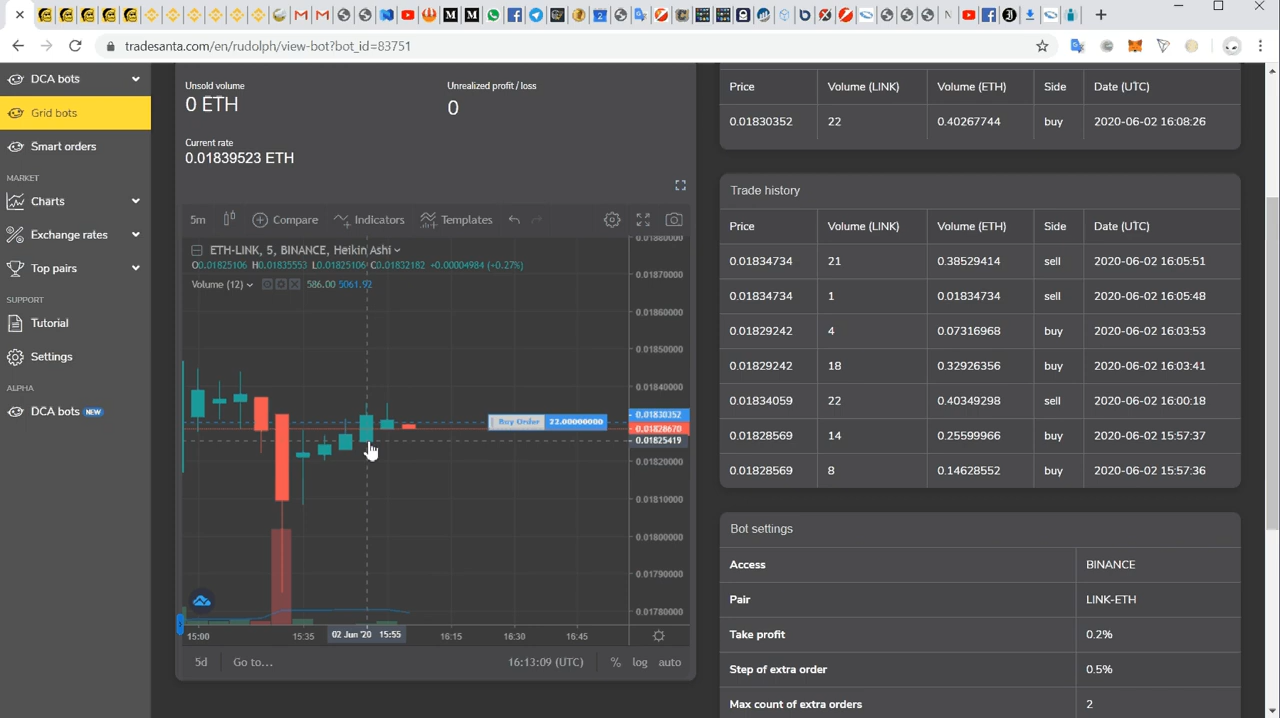 tradesanta.com/en/rudolph/view-bot?bot_id=83751
DCA bots
Grid bots
Smart orders
MARKET
Charts
Exchange rates
Top pairs
SUPPORT
Tutorial
Settings
ALPHA
DCA bots NEW
Unsold volume
0 ETH
Unrealized profit / loss
0
Current rate
0.01839523 ETH
5m Compare Indicators Templates
ETH-LINK, 5, BINANCE, Heikin Ashi
O0.01825106 H0.01835553 L0.01825106 C0.01832182 +0.00004984 (+0.27%)
Volume (12) 586.00 5061.92
0.01880000
0.01870000
0.01860000
0.01850000
0.01840000
Buy Order 22.00000000
0.01830352
0.01828670
0.01825419
0.01820000
0.01810000
0.01800000
0.01790000
0.01780000
15:00 15:35 02 Jun '20 15:55 16:15 16:30 16:45
5d Go to... 16:13:09 (UTC) % log auto
Price Volume (LINK) Volume (ETH) Side Date (UTC)
0.01830352 22 0.40267744 buy 2020-06-02 16:08:26
Trade history
Price Volume (LINK) Volume (ETH) Side Date (UTC)
0.01834734 21 0.38529414 sell 2020-06-02 16:05:51
0.01834734 1 0.01834734 sell 2020-06-02 16:05:48
0.01829242 4 0.07316968 buy 2020-06-02 16:03:53
0.01829242 18 0.32926356 buy 2020-06-02 16:03:41
0.01834059 22 0.40349298 sell 2020-06-02 16:00:18
0.01828569 14 0.25599966 buy 2020-06-02 15:57:37
0.01828569 8 0.14628552 buy 2020-06-02 15:57:36
Bot settings
Access BINANCE
Pair LINK-ETH
Take profit 0.2%
Step of extra order 0.5%
Max count of extra orders 2